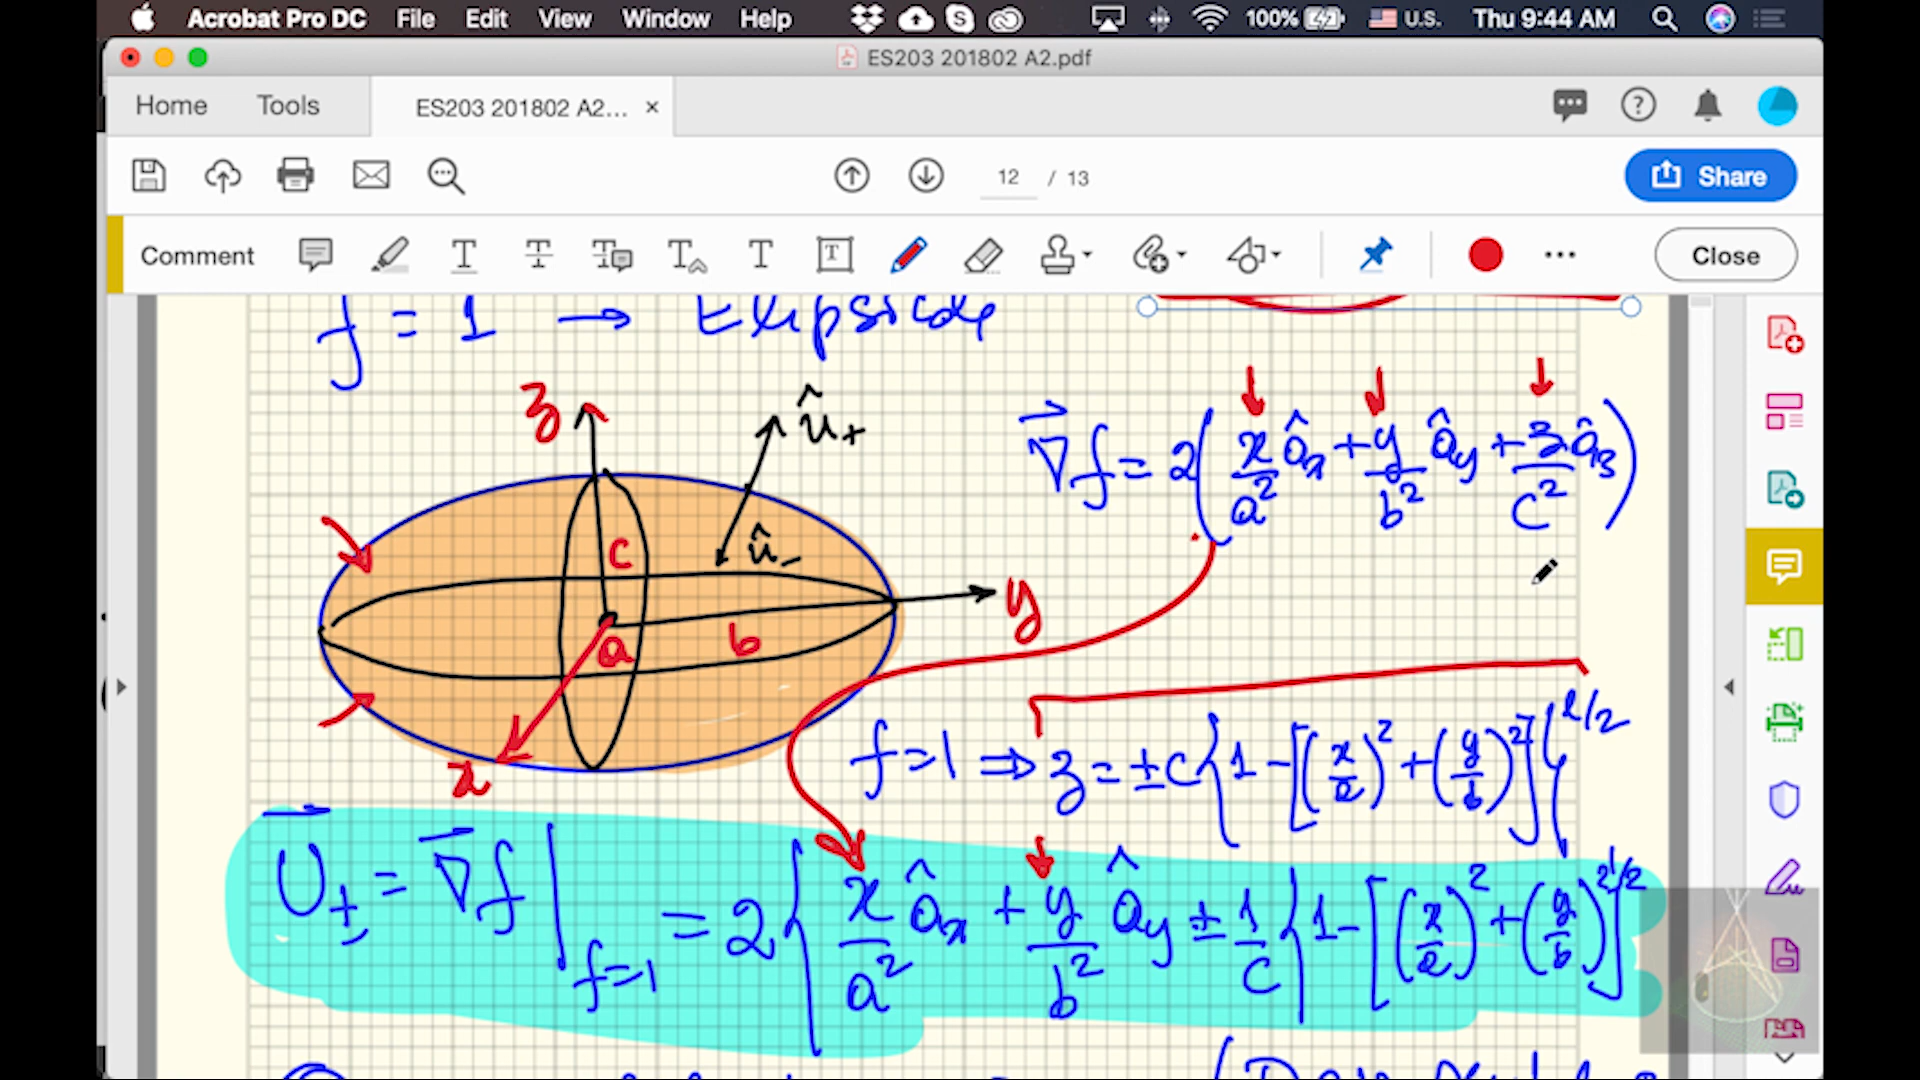 Acrobat Pro DC File Edit View Window Help 100% U.S. Thu 9:44 AM
ES203 201802 A2.pdf
Home Tools ES203 201802 A2... ×
12 / 13 Share
Comment T T T T T T Close
f = 1 → Elipsoide
z û₊
∇f = 2(x/a² âx + y/b² ây + z/c² âz)
c û₋
y
a b
x
f=1 ⇒ z = ±c{1-[(x/a)²+(y/b)²]}^1/2
U± = ∇f|f=1 = 2{x/a² âx + y/b² ây ± 1/c {1-[(x/a)²+(y/b)²]^1/2